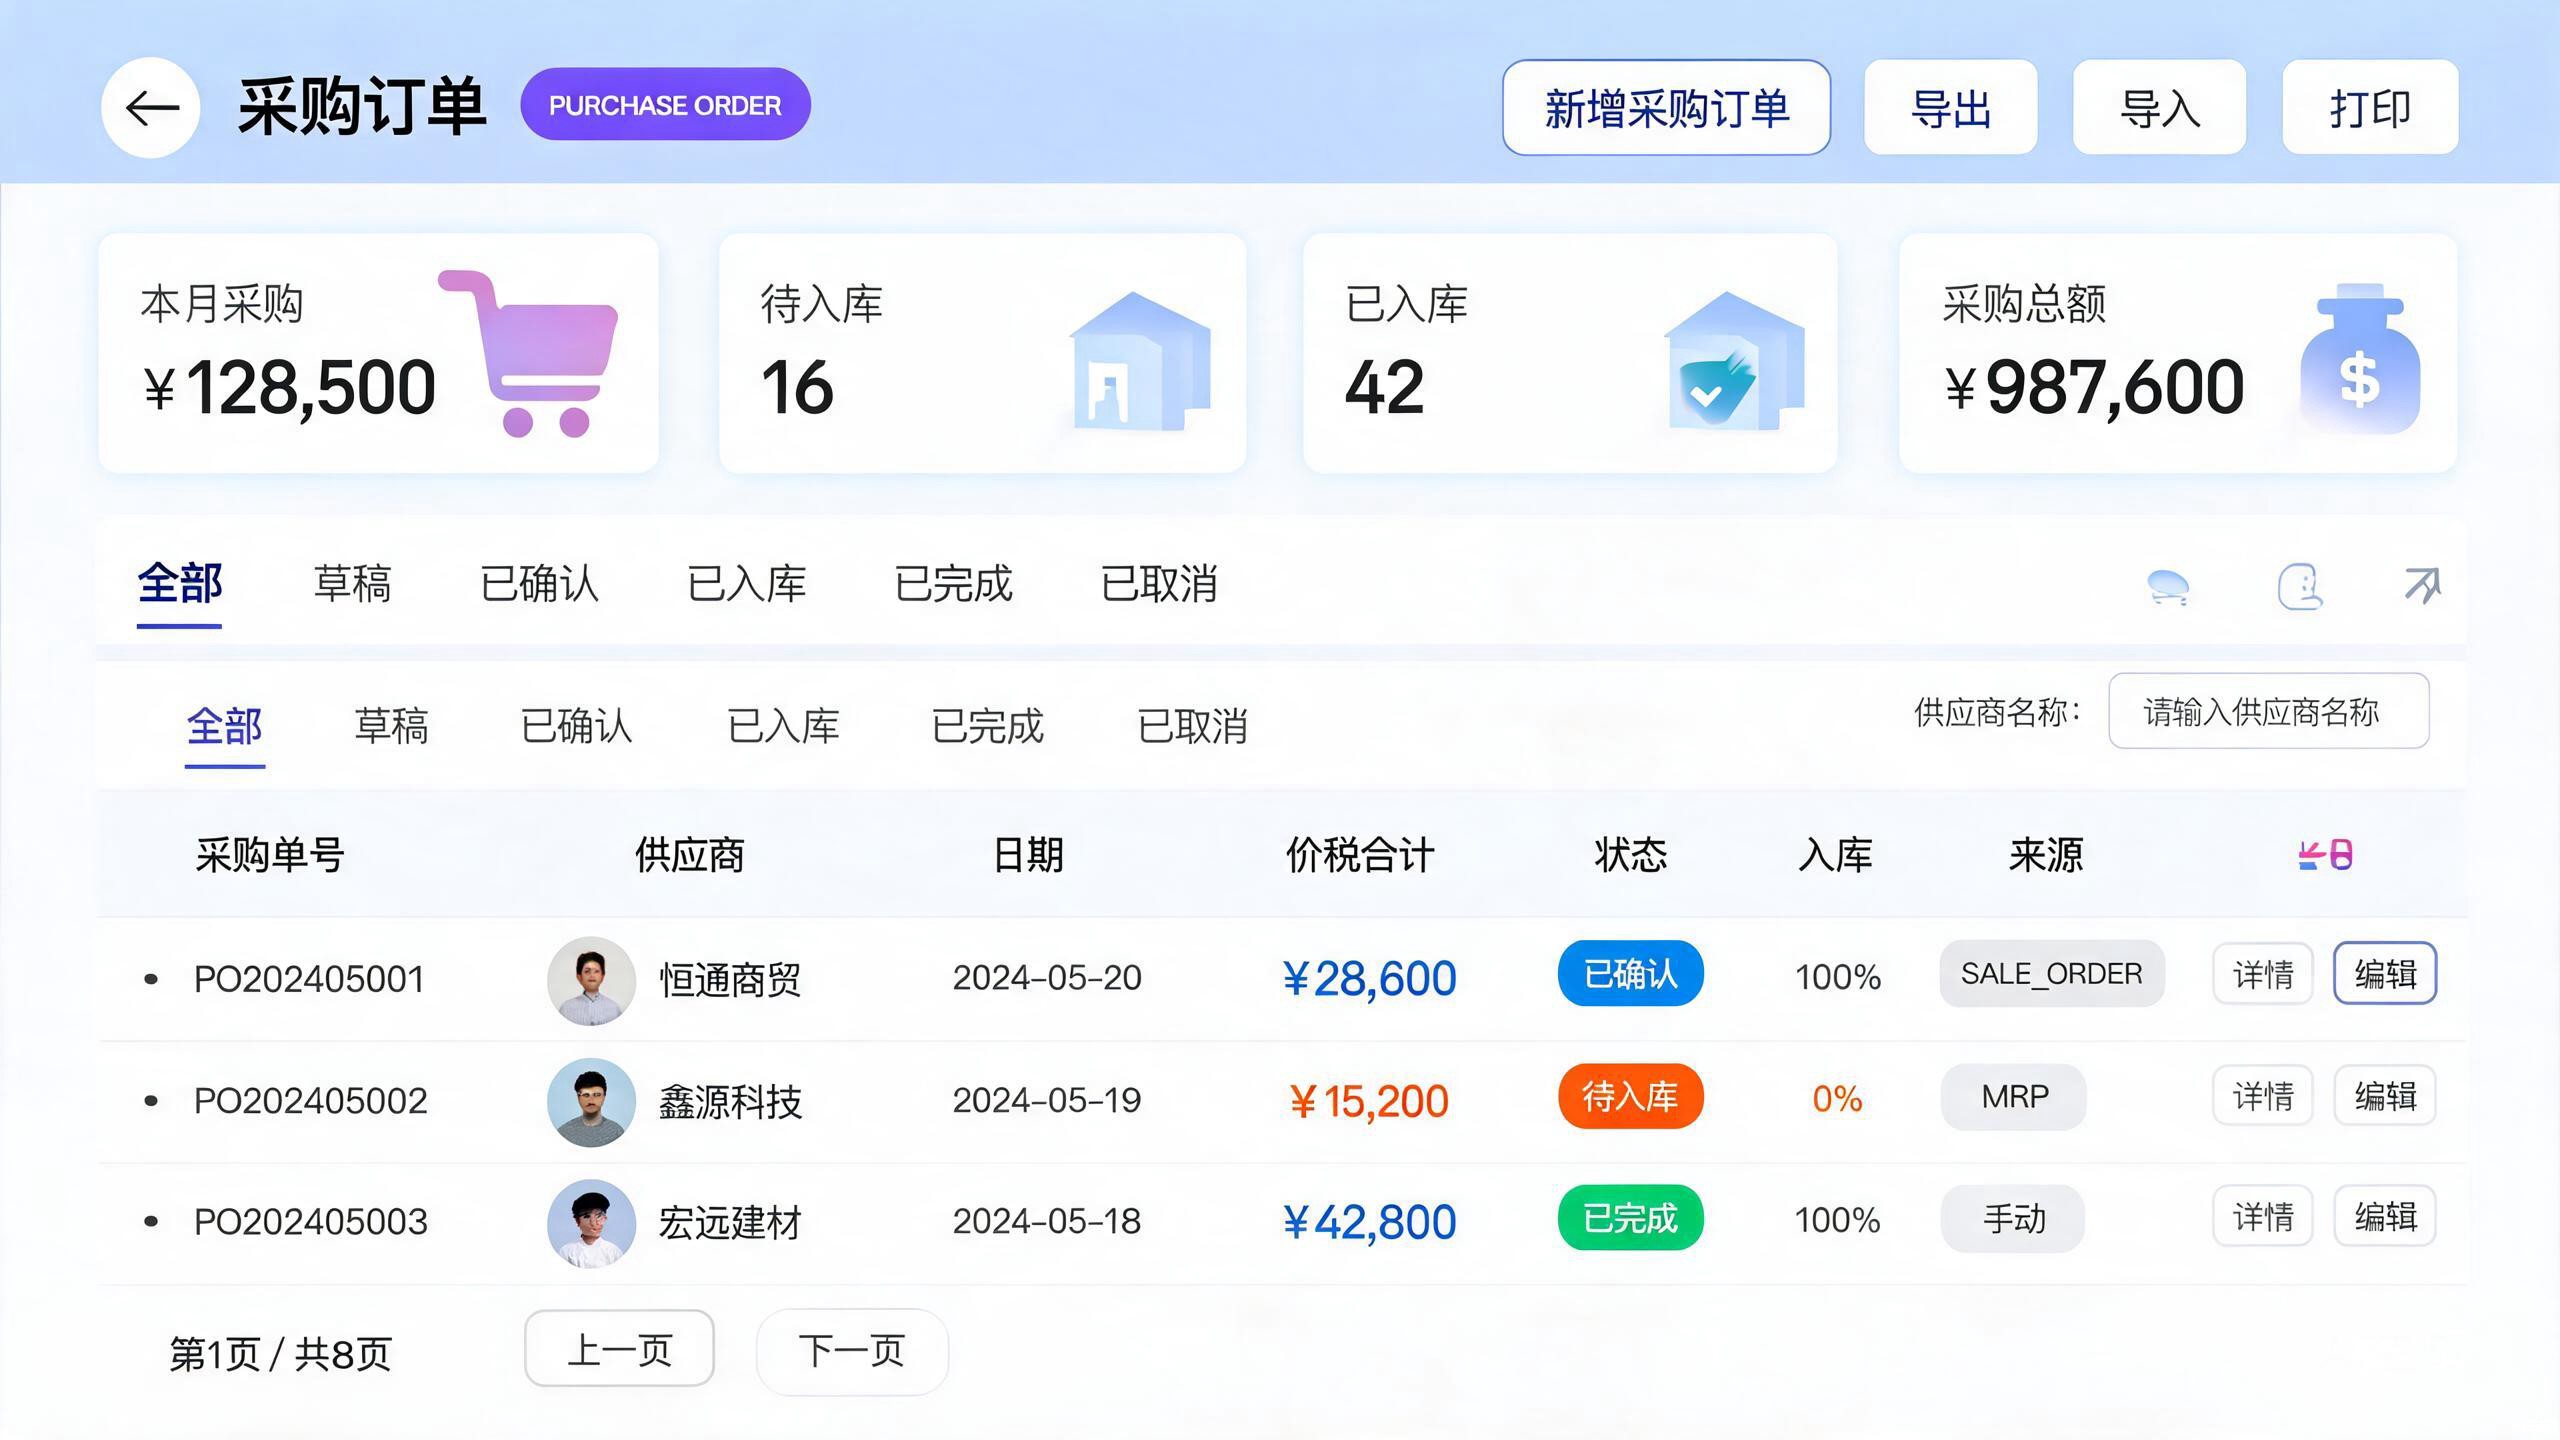 采购订单 PURCHASE ORDER 新增采购订单 导出 导入 打印
本月采购 待入库 已入库 采购总额
¥128,500 16 42 ¥987,600
$
全部 草稿 已确认 已入库 已完成 已取消
全部 草稿 已确认 已入库 已完成 已取消 供应商名称： 请输入供应商名称
采购单号 供应商 日期 价税合计 状态 入库 来源
• PO202405001 恒通商贸 2024-05-20 ¥28,600 已确认 100% SALE_ORDER 详情 编辑
• PO202405002 鑫源科技 2024-05-19 ¥15,200 待入库 0% MRP 详情 编辑
• PO202405003 宏远建材 2024-05-18 ¥42,800 已完成 100% 手动 详情 编辑
第1页 / 共8页 上一页 下一页